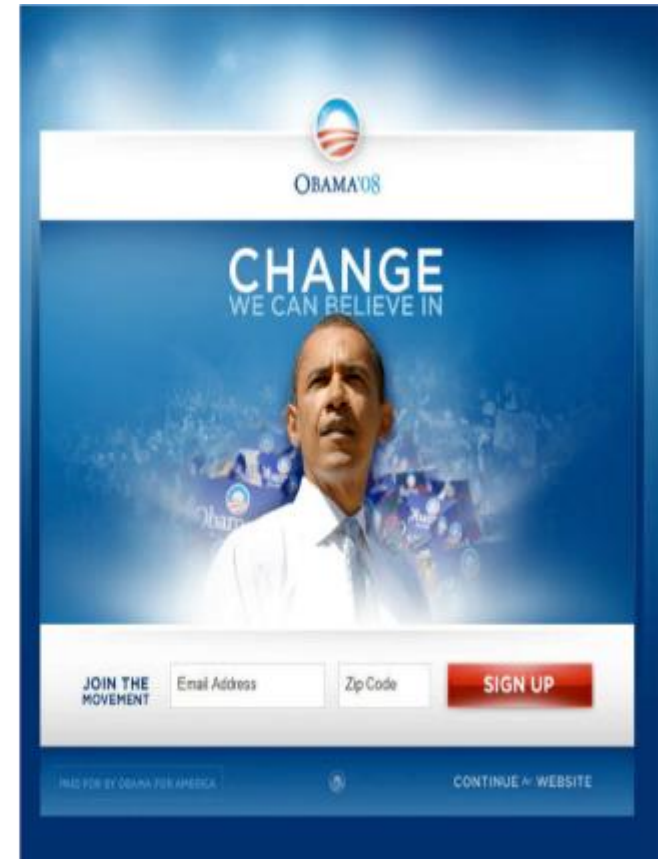 OBAMA'08
CHANGE
WE CAN BELIEVE IN
Obam
JOIN THE
MOVEMENT
Email Address
Zip Code
SIGN UP
PAID FOR BY OBAMA FOR AMERICA
CONTINUE TO WEBSITE